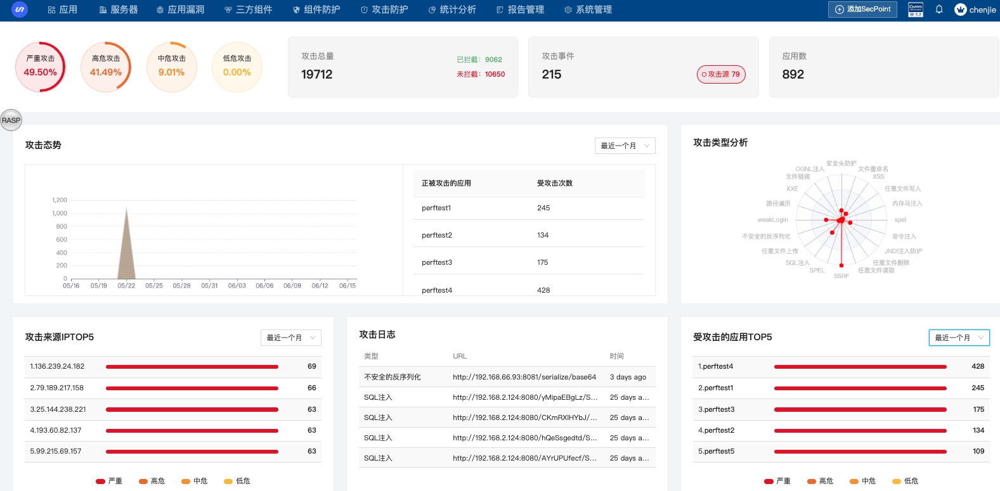 应用 服务器 应用漏洞 三方组件 组件防护 攻击防护 统计分析 报告管理 系统管理 添加SecPoint chenjie
严重攻击 49.50%
高危攻击 41.49%
中危攻击 9.01%
低危攻击 0.00%
攻击总量
19712
已拦截：9062
未拦截：10650
攻击事件
215
攻击源 79
应用数
892
RASP
攻击态势
最近一个月
1,200
1,000
800
600
400
200
0
05/16 05/19 05/22 05/25 05/28 05/31 06/03 06/06 06/09 06/12 06/15
正被攻击的应用 受攻击次数
perftest1 245
perftest2 134
perftest3 175
perftest4 428
攻击类型分析
安全头防护
OGNL注入
文件重命名
文件链接
XSS
XXE
任意文件写入
路径遍历
内存马注入
weakLogin
spel
不安全的反序列化
命令注入
任意文件上传
JNDI注入防护
SQL注入
任意文件删除
SPEL
任意文件读取
SSRF
攻击来源IPTOP5
最近一个月
1.136.239.24.182 69
2.79.189.217.158 66
3.25.144.238.221 63
4.193.60.82.137 63
5.99.215.69.157 63
严重 高危 中危 低危
攻击日志
类型 URL 时间
不安全的反序列化 http://192.168.66.93:8081/serialize/base64 3 days ago
SQL注入 http://192.168.2.124:8080/yMipaEBgLz/S... 25 days a...
SQL注入 http://192.168.2.124:8080/CKmRXlHYbJ/... 25 days a...
SQL注入 http://192.168.2.124:8080/hQeSsgedtd/S... 25 days a...
SQL注入 http://192.168.2.124:8080/AYrUPUfecf/S... 25 days a...
受攻击的应用TOP5
最近一个月
1.perftest4 428
2.perftest1 245
3.perftest3 175
4.perftest2 134
5.perftest5 109
严重 高危 中危 低危